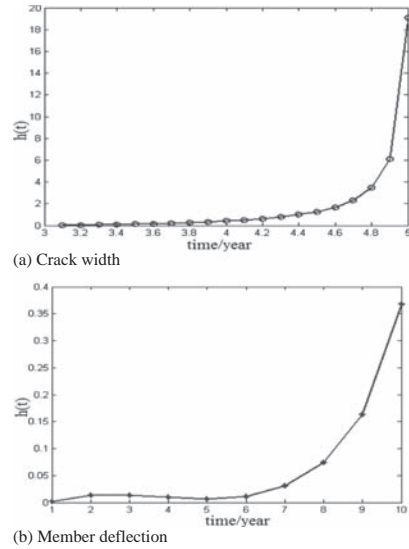 20
18
16
14
12
10
8
6
4
2
0
h(t)
3 3.2 3.4 3.6 3.8 4 4.2 4.4 4.6 4.8 5
time/year
(a) Crack width
0.4
0.35
0.3
0.25
0.2
0.15
0.1
0.05
0
h(t)
1 2 3 4 5 6 7 8 9 10
time/year
(b) Member deflection